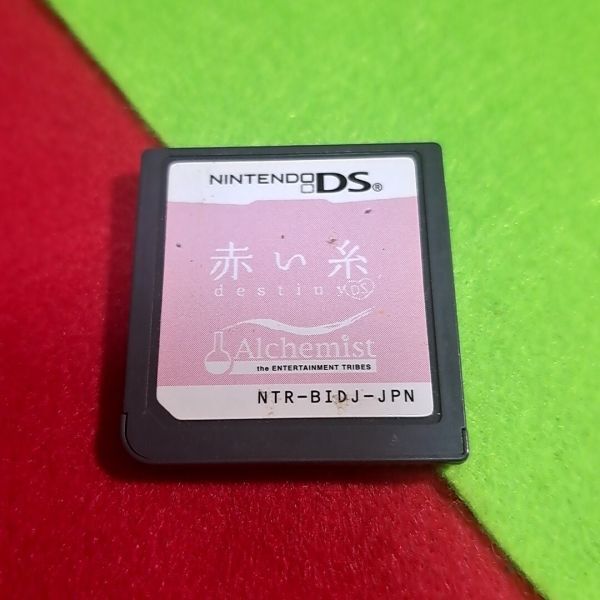 NINTENDO DS®
赤い糸
destiny DS
Alchemist
the ENTERTAINMENT TRIBES
NTR-BIDJ-JPN